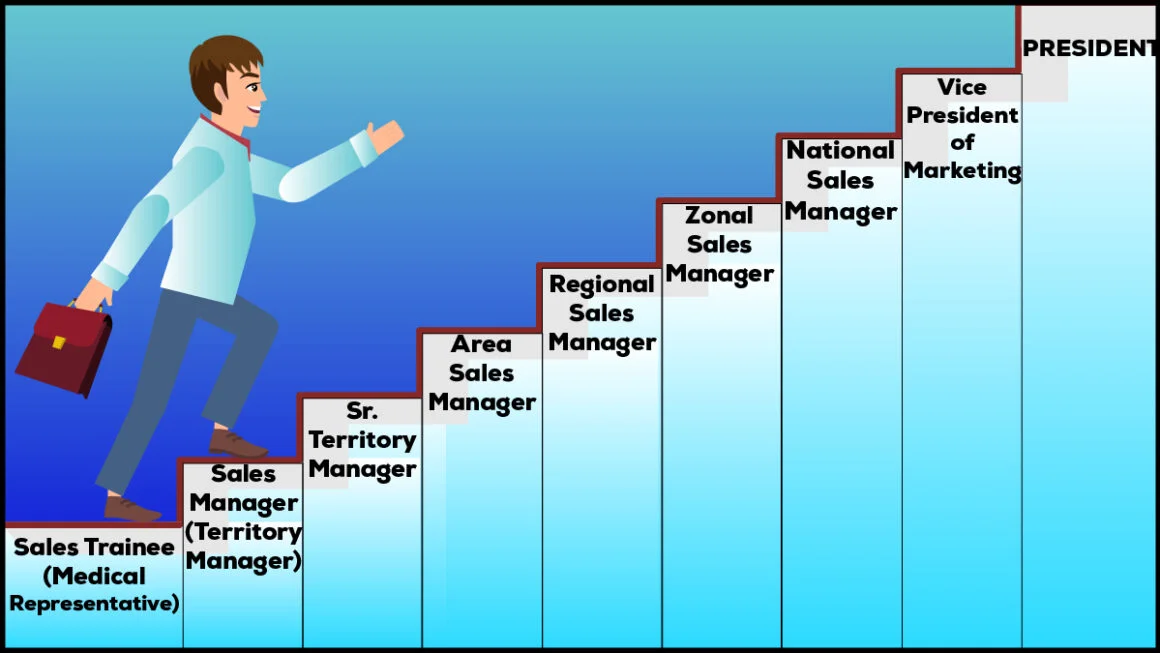 Sales Trainee
(Medical
Representative)
Sales
Manager
(Territory
Manager)
Sr.
Territory
Manager
Area
Sales
Manager
Regional
Sales
Manager
Zonal
Sales
Manager
National
Sales
Manager
Vice
President
of
Marketing
PRESIDENT